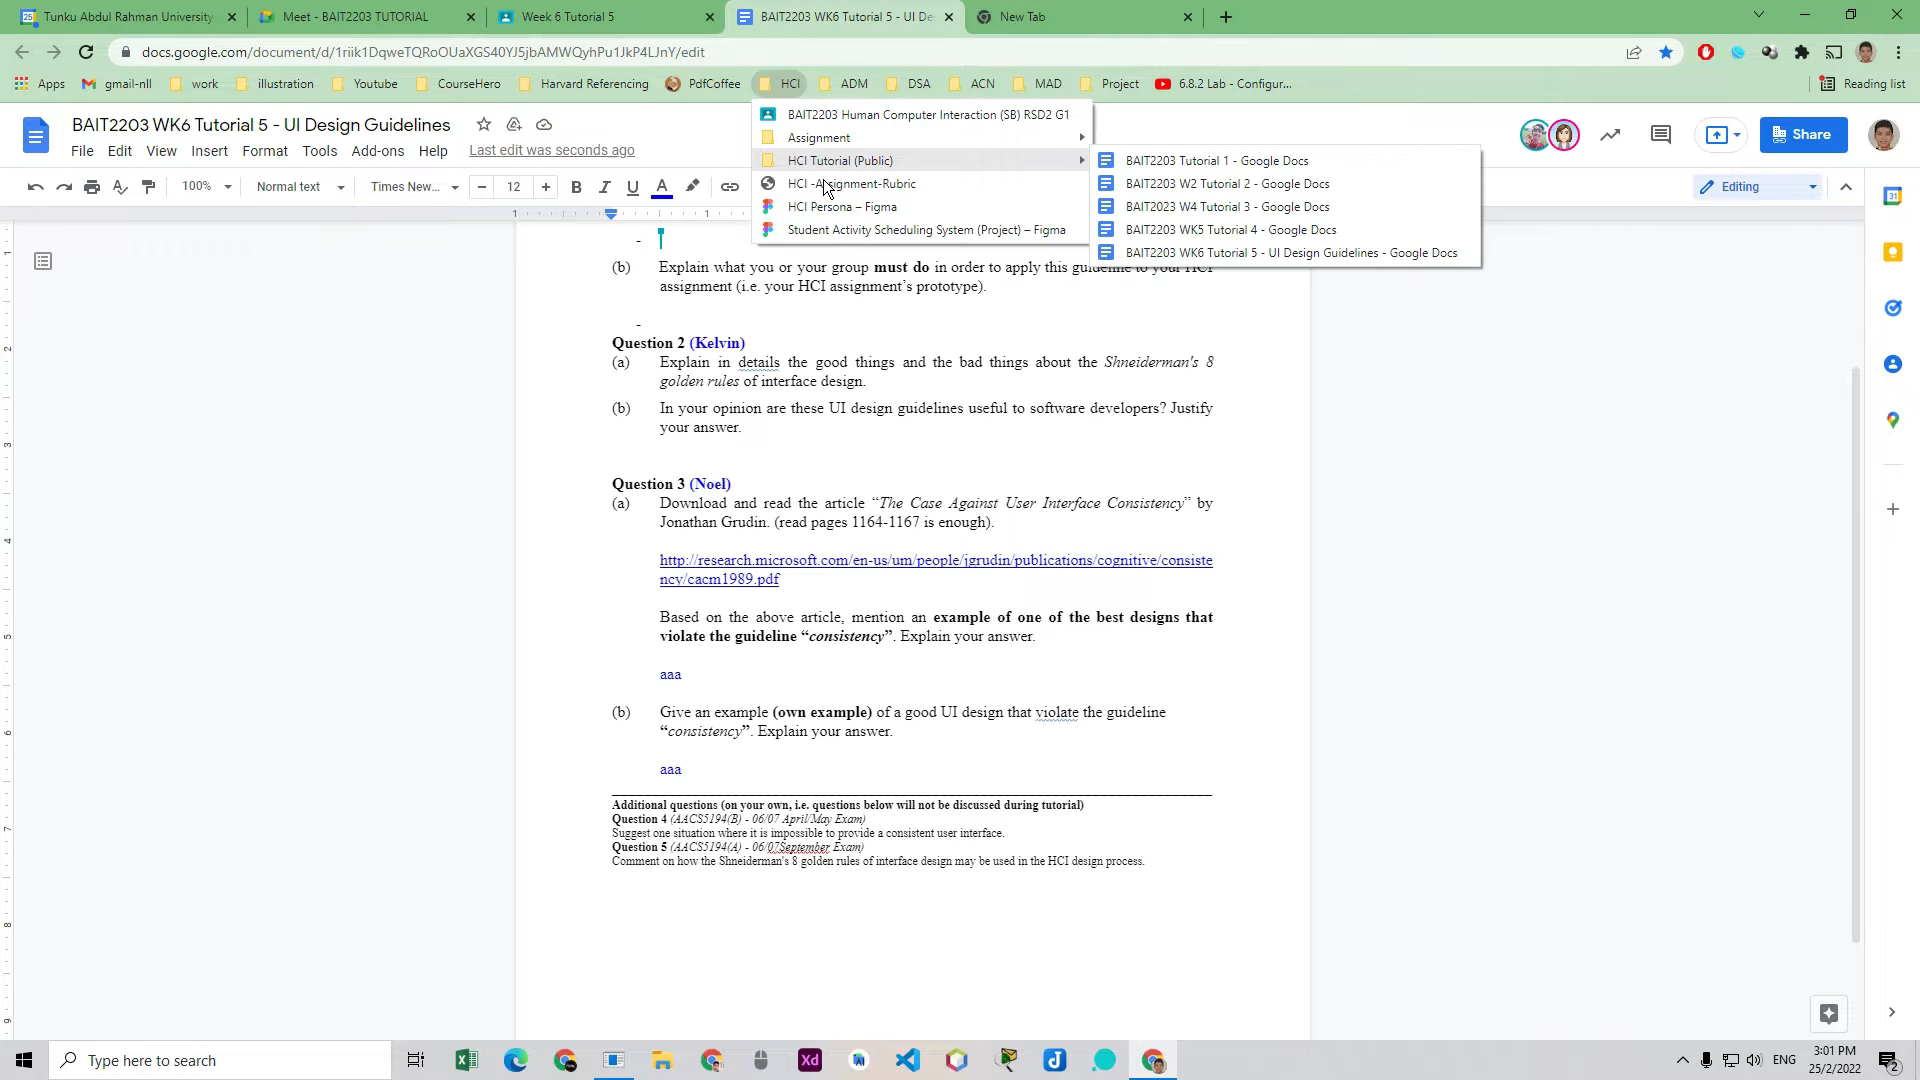 Tunku Abdul Rahman University
Meet - BAIT2203 TUTORIAL
Week 6 Tutorial 5
BAIT2203 WK6 Tutorial 5 - UI De
New Tab
docs.google.com/document/d/1riik1DqweTQRoOUaXGS40YJ5jbAMWQyhPu1JkP4LJnY/edit
Apps
gmail-nll
work
illustration
Youtube
CourseHero
Harvard Referencing
PdfCoffee
HCI
ADM
DSA
ACN
MAD
Project
6.8.2 Lab - Configur...
Reading list
BAIT2203 WK6 Tutorial 5 - UI Design Guidelines
File Edit View Insert Format Tools Add-ons Help
Last edit was seconds ago
Share
100%
Normal text
Times New...
12
Editing
BAIT2203 Human Computer Interaction (SB) RSD2 G1
Assignment
HCI Tutorial (Public)
HCI -Assignment-Rubric
HCI Persona – Figma
Student Activity Scheduling System (Project) – Figma
BAIT2203 Tutorial 1 - Google Docs
BAIT2203 W2 Tutorial 2 - Google Docs
BAIT2023 W4 Tutorial 3 - Google Docs
BAIT2203 WK5 Tutorial 4 - Google Docs
BAIT2203 WK6 Tutorial 5 - UI Design Guidelines - Google Docs
-
(b) Explain what you or your group must do in order to apply this guideline to your HCI
assignment (i.e. your HCI assignment's prototype).
-
Question 2 (Kelvin)
(a) Explain in details the good things and the bad things about the Shneiderman's 8
golden rules of interface design.
(b) In your opinion are these UI design guidelines useful to software developers? Justify
your answer.
Question 3 (Noel)
(a) Download and read the article “The Case Against User Interface Consistency” by
Jonathan Grudin. (read pages 1164-1167 is enough).
http://research.microsoft.com/en-us/um/people/jgrudin/publications/cognitive/consiste
ncy/cacm1989.pdf
Based on the above article, mention an example of one of the best designs that
violate the guideline “consistency”. Explain your answer.
aaa
(b) Give an example (own example) of a good UI design that violate the guideline
“consistency”. Explain your answer.
aaa
Additional questions (on your own, i.e. questions below will not be discussed during tutorial)
Question 4 (AACS5194(B) - 06/07 April/May Exam)
Suggest one situation where it is impossible to provide a consistent user interface.
Question 5 (AACS5194(A) - 06/07September Exam)
Comment on how the Shneiderman's 8 golden rules of interface design may be used in the HCI design process.
Type here to search
ENG
3:01 PM
25/2/2022